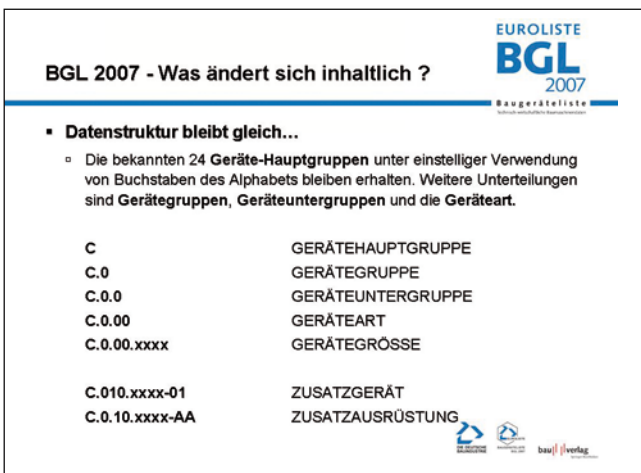 EUROLISTE
BGL
2007
Baugeräteliste
BGL 2007 - Was ändert sich inhaltlich ?
▪ Datenstruktur bleibt gleich…
▫ Die bekannten 24 Geräte-Hauptgruppen unter einstelliger Verwendung
von Buchstaben des Alphabets bleiben erhalten. Weitere Unterteilungen
sind Gerätegruppen, Geräteuntergruppen und die Geräteart.
C GERÄTEHAUPTGRUPPE
C.0 GERÄTEGRUPPE
C.0.0 GERÄTEUNTERGRUPPE
C.0.00 GERÄTEART
C.0.00.xxxx GERÄTEGRÖSSE
C.010.xxxx-01 ZUSATZGERÄT
C.0.10.xxxx-AA ZUSATZAUSRÜSTUNG
DIE DEUTSCHE
BAUINDUSTRIE
bau verlag